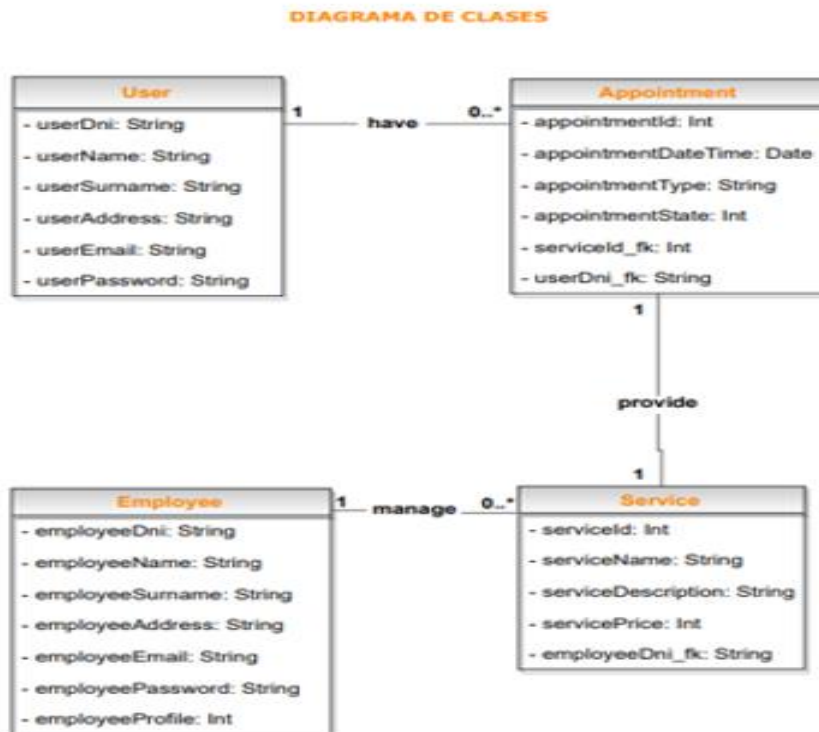 DIAGRAMA DE CLASES
User
- userDni: String
- userName: String
- userSurname: String
- userAddress: String
- userEmail: String
- userPassword: String
1
have
0..*
Appointment
- appointmentId: Int
- appointmentDateTime: Date
- appointmentType: String
- appointmentState: Int
- serviceId_fk: Int
- userDni_fk: String
1
provide
1
Employee
- employeeDni: String
- employeeName: String
- employeeSurname: String
- employeeAddress: String
- employeeEmail: String
- employeePassword: String
- employeeProfile: Int
1
manage
0..*
Service
- serviceId: Int
- serviceName: String
- serviceDescription: String
- servicePrice: Int
- employeeDni_fk: String